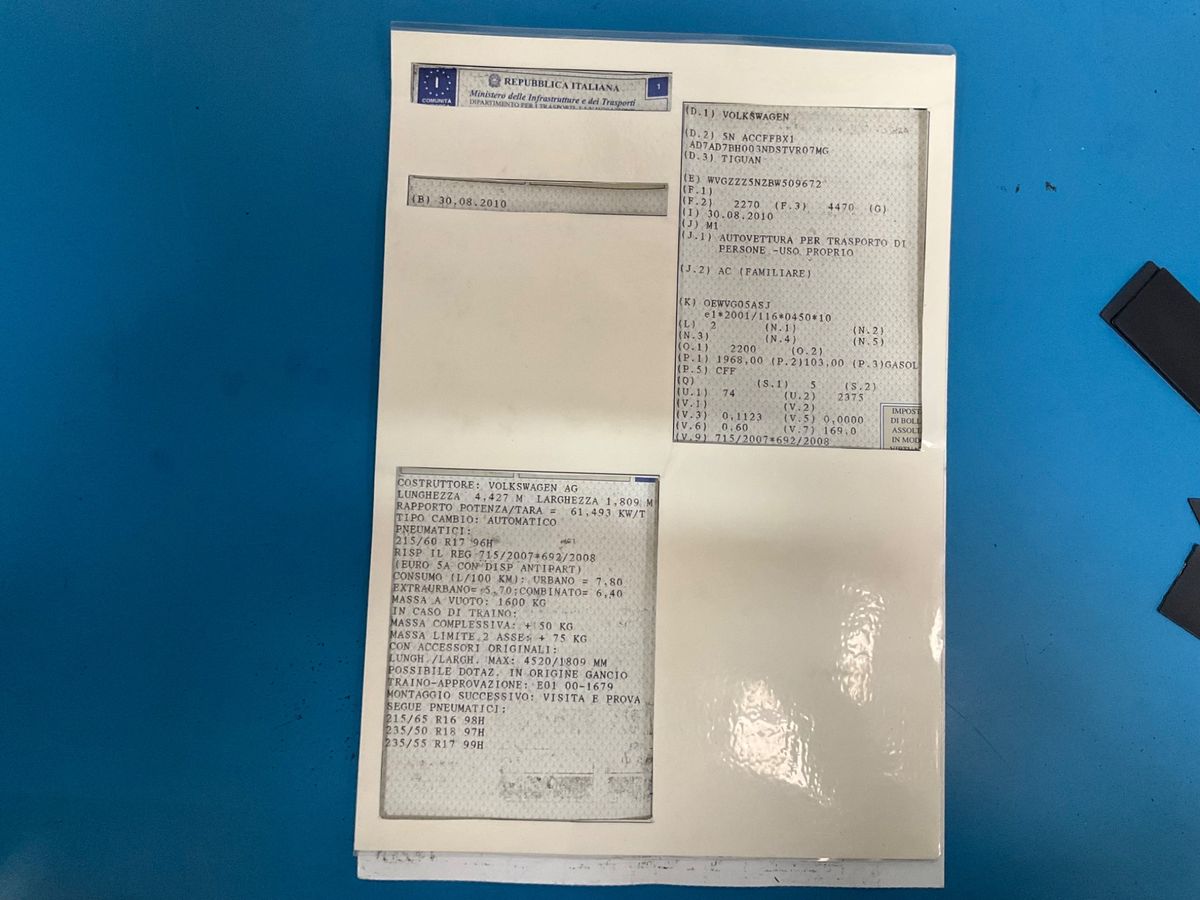 COMUNITÀ
REPUBBLICA ITALIANA
Ministero delle Infrastrutture e dei Trasporti
1
(B) 30.08.2010
(D.1) VOLKSWAGEN
(D.2) 5N ACCFFBX1
AD7AD7BH003NDSTVR07MG
(D.3) TIGUAN
(E) WVGZZZ5NZBW509672
(F.1)
(F.2) 2270 (F.3) 4470 (G)
(I) 30.08.2010
(J) M1
(J.1) AUTOVETTURA PER TRASPORTO DI
PERSONE -USO PROPRIO
(J.2) AC (FAMILIARE)
(K) OEWVG05ASJ
e1*2001/116*0450*10
(L) 2 (N.1) (N.2)
(N.3) (N.4) (N.5)
(O.1) 2200 (O.2)
(P.1) 1968,00 (P.2)103,00 (P.3)GASOL
(P.5) CFF
(Q) (S.1) 5 (S.2)
(U.1) 74 (U.2) 2375
(V.1) (V.2)
(V.3) 0,1123 (V.5) 0,0000
(V.6) 0,60 (V.7) 169,0
(V.9) 715/2007*692/2008
IMPOST
DI BOLL
ASSOLT
IN MOD
COSTRUTTORE: VOLKSWAGEN AG
LUNGHEZZA 4,427 M LARGHEZZA 1,809 M
RAPPORTO POTENZA/TARA = 61,493 KW/T
TIPO CAMBIO: AUTOMATICO
PNEUMATICI:
215/60 R17 96H
RISP IL REG 715/2007*692/2008
(EURO 5A CON DISP ANTIPART)
CONSUMO (L/100 KM): URBANO = 7,80
EXTRAURBANO= 5,70;COMBINATO= 6,40
MASSA A VUOTO: 1600 KG
IN CASO DI TRAINO:
MASSA COMPLESSIVA: + 50 KG
MASSA LIMITE 2 ASSE: + 75 KG
CON ACCESSORI ORIGINALI:
LUNGH./LARGH. MAX: 4520/1809 MM
POSSIBILE DOTAZ. IN ORIGINE GANCIO
TRAINO-APPROVAZIONE: E01 00-1679
MONTAGGIO SUCCESSIVO: VISITA E PROVA
SEGUE PNEUMATICI:
215/65 R16 98H
235/50 R18 97H
235/55 R17 99H